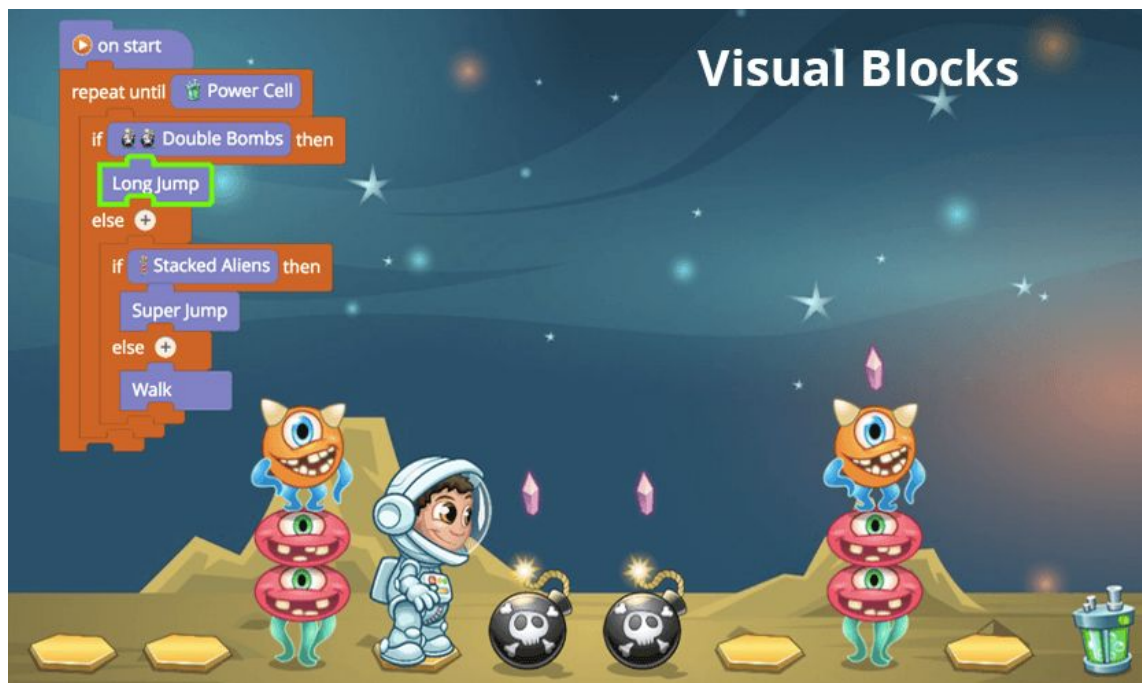 on start
Visual Blocks
repeat until Power Cell
if Double Bombs then
Long Jump
else +
if Stacked Aliens then
Super Jump
else +
Walk